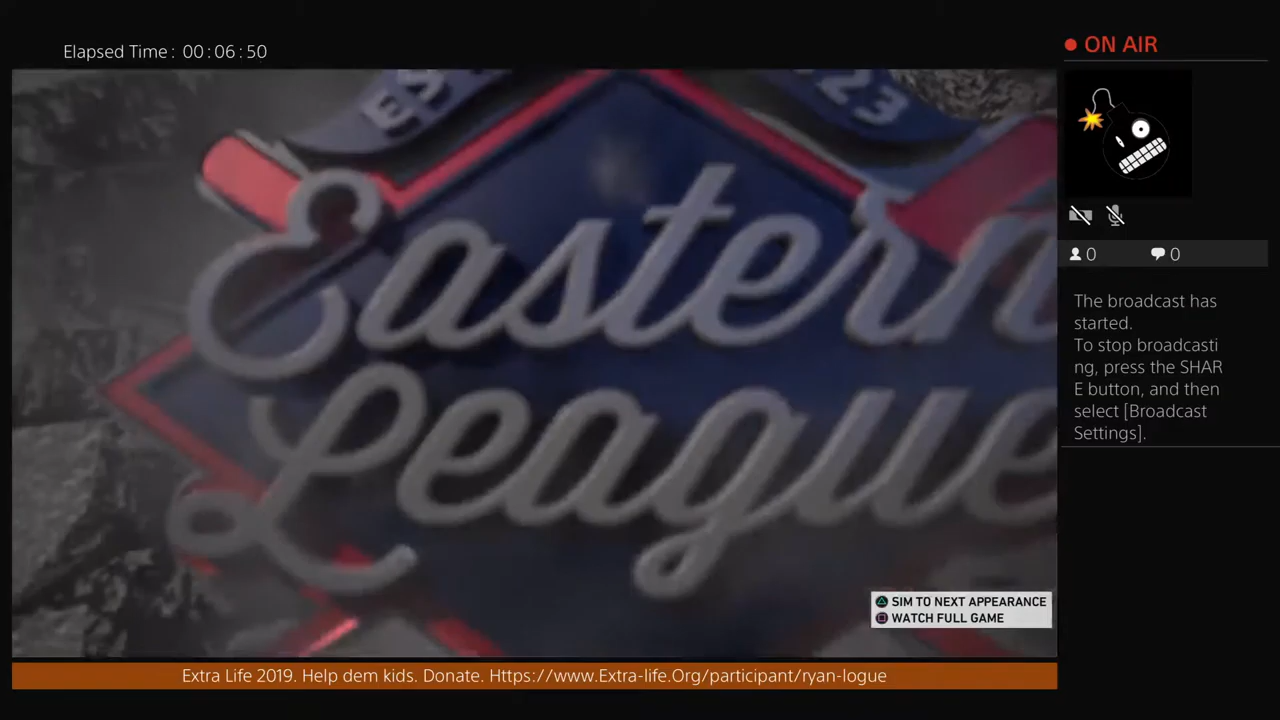 Elapsed Time: 00:06:50
ON AIR
ES
23
Eastern
League
0
0
The broadcast has
started.
To stop broadcasti
ng, press the SHAR
E button, and then
select [Broadcast
Settings].
SIM TO NEXT APPEARANCE
WATCH FULL GAME
Extra Life 2019. Help dem kids. Donate. Https://www.Extra-life.Org/participant/ryan-logue